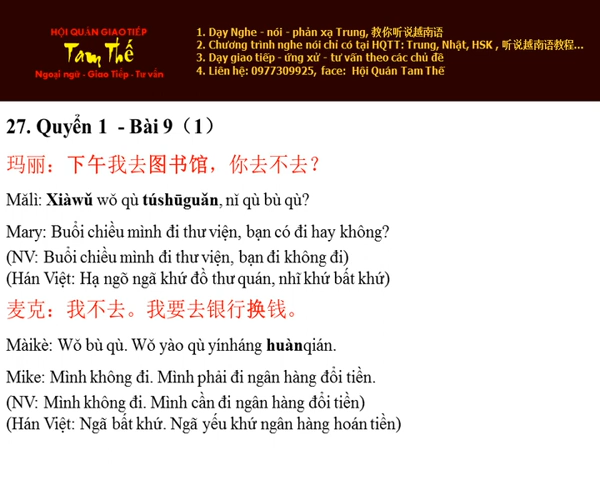 HỘI QUÁN GIAO TIẾP
Tam Thế
Ngoại ngữ - Giao Tiếp - Tư vấn
1. Dạy Nghe - nói - phản xạ Trung, 教你听说越南语
2. Chương trình nghe nói chỉ có tại HQTT: Trung, Nhật, HSK , 听说越南语教程...
3. Dạy giao tiếp - ứng xử - tư vấn theo các chủ đề
4. Liên hệ: 0977309925, face: Hội Quán Tam Thế
27. Quyển 1 - Bài 9（1）
玛丽：下午我去图书馆，你去不去？
Mǎlì: Xiàwǔ wǒ qù túshūguǎn, nǐ qù bù qù?
Mary: Buổi chiều mình đi thư viện, bạn có đi hay không?
(NV: Buổi chiều mình đi thư viện, bạn đi không đi)
(Hán Việt: Hạ ngõ ngã khứ đồ thư quán, nhĩ khứ bất khứ)
麦克：我不去。我要去银行换钱。
Màikè: Wǒ bù qù. Wǒ yào qù yínháng huànqián.
Mike: Mình không đi. Mình phải đi ngân hàng đổi tiền.
(NV: Mình không đi. Mình cần đi ngân hàng đổi tiền)
(Hán Việt: Ngã bất khứ. Ngã yếu khứ ngân hàng hoán tiền)